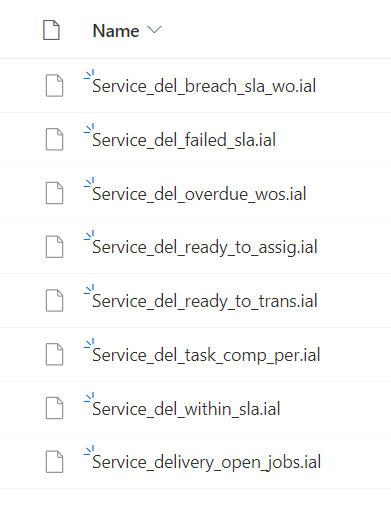 Name
Service_del_breach_sla_wo.ial
Service_del_failed_sla.ial
Service_del_overdue_wos.ial
Service_del_ready_to_assig.ial
Service_del_ready_to_trans.ial
Service_del_task_comp_per.ial
Service_del_within_sla.ial
Service_delivery_open_jobs.ial